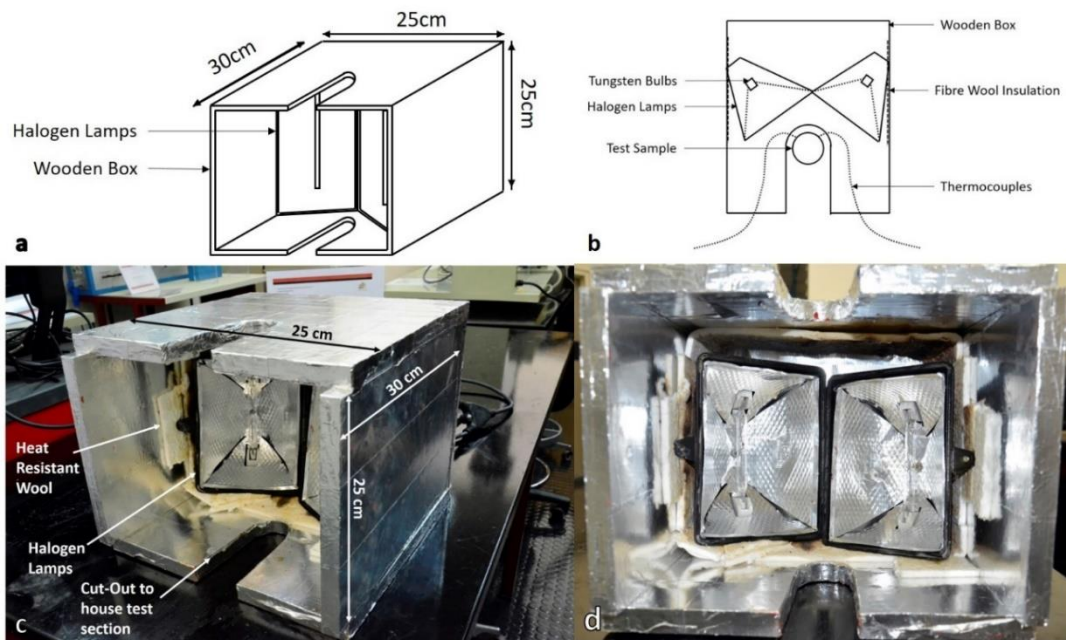 25cm
30cm
25cm
Halogen Lamps
Wooden Box
a
Wooden Box
Tungsten Bulbs
Halogen Lamps
Fibre Wool Insulation
Test Sample
Thermocouples
b
25 cm
30 cm
25 cm
Heat
Resistant
Wool
Halogen
Lamps
Cut-Out to
house test
section
c
d